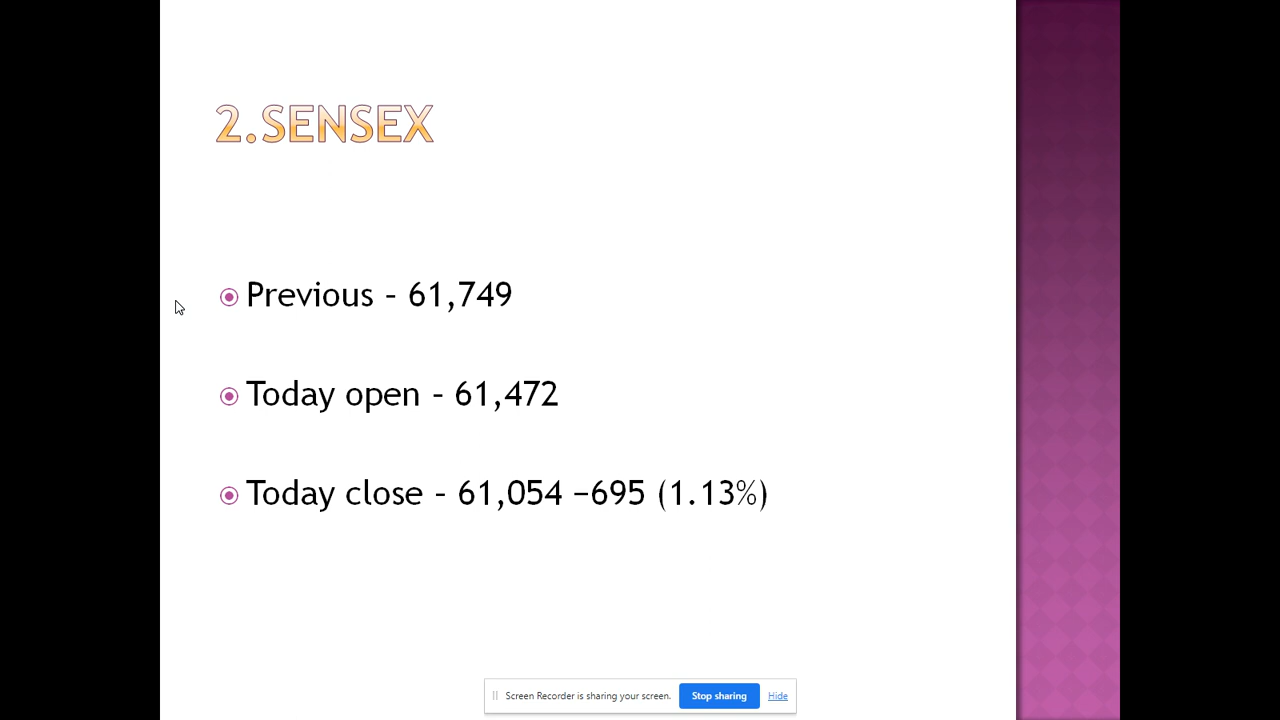 2.SENSEX
Previous – 61,749
Today open – 61,472
Today close – 61,054 −695 (1.13%)
Screen Recorder is sharing your screen. Stop sharing Hide